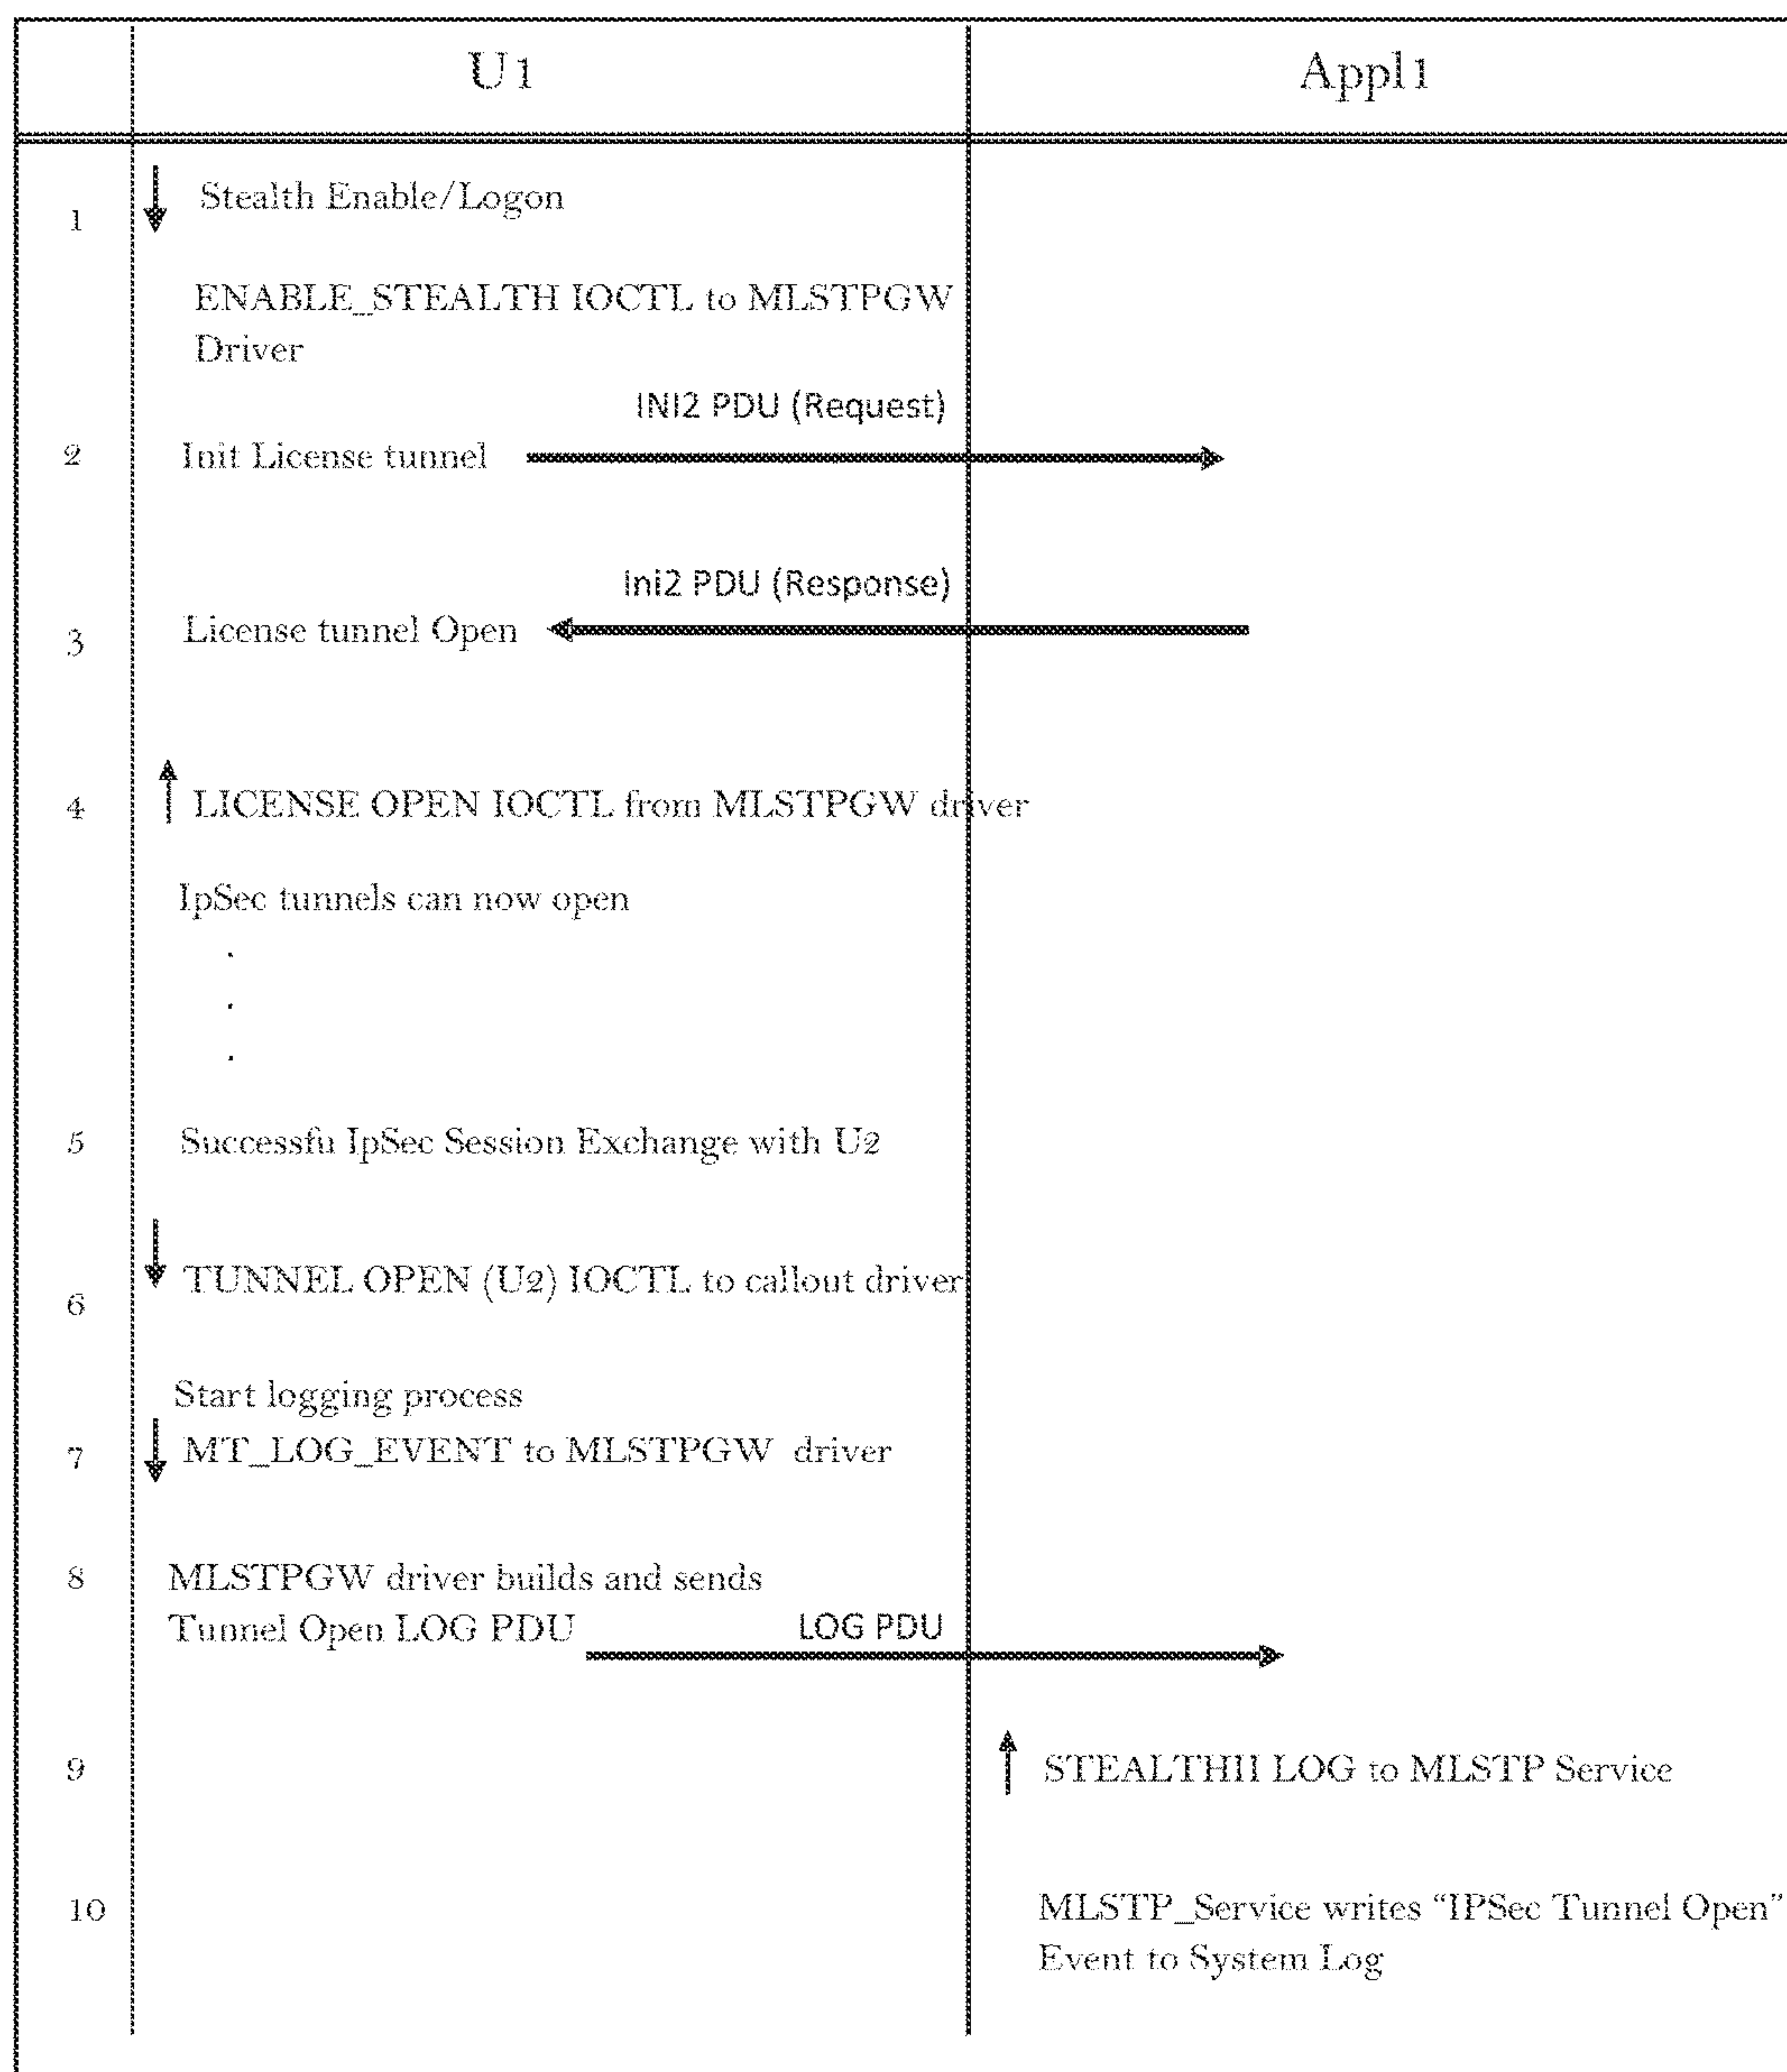 U1 Appl1
1 Stealth Enable/Logon
ENABLE_STEALTH IOCTL to MLSTPGW
Driver
INI2 PDU (Request)
2 Init License tunnel
Ini2 PDU (Response)
3 License tunnel Open
4 LICENSE OPEN IOCTL from MLSTPGW driver
IpSec tunnels can now open
.
.
.
5 Successfu IpSec Session Exchange with U2
6 TUNNEL OPEN (U2) IOCTL to callout driver
Start logging process
7 MT_LOG_EVENT to MLSTPGW driver
8 MLSTPGW driver builds and sends
Tunnel Open LOG PDU LOG PDU
9 STEALTHII LOG to MLSTP Service
10 MLSTP_Service writes “IPSec Tunnel Open”
Event to System Log